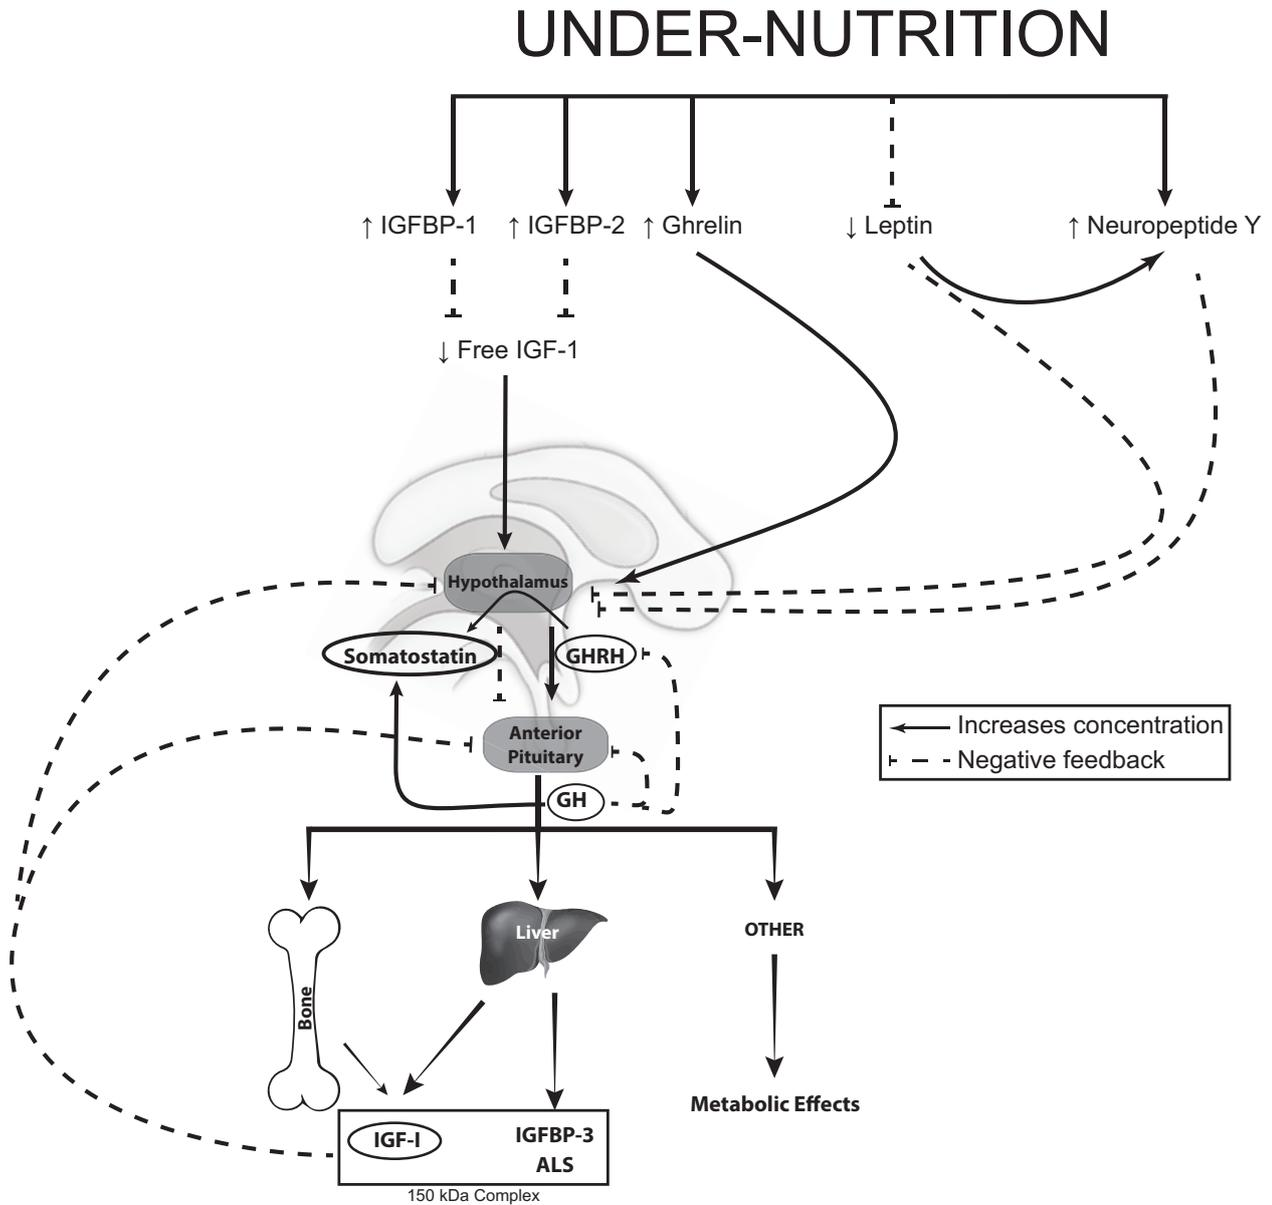 UNDER-NUTRITION
↑ IGFBP-1
↑ IGFBP-2
↑ Ghrelin
↓ Leptin
↑ Neuropeptide Y
↓ Free IGF-1
Hypothalamus
Somatostatin
GHRH
Anterior
Pituitary
GH
Increases concentration
Negative feedback
Liver
OTHER
Bone
Metabolic Effects
IGF-I
IGFBP-3
ALS
150 kDa Complex